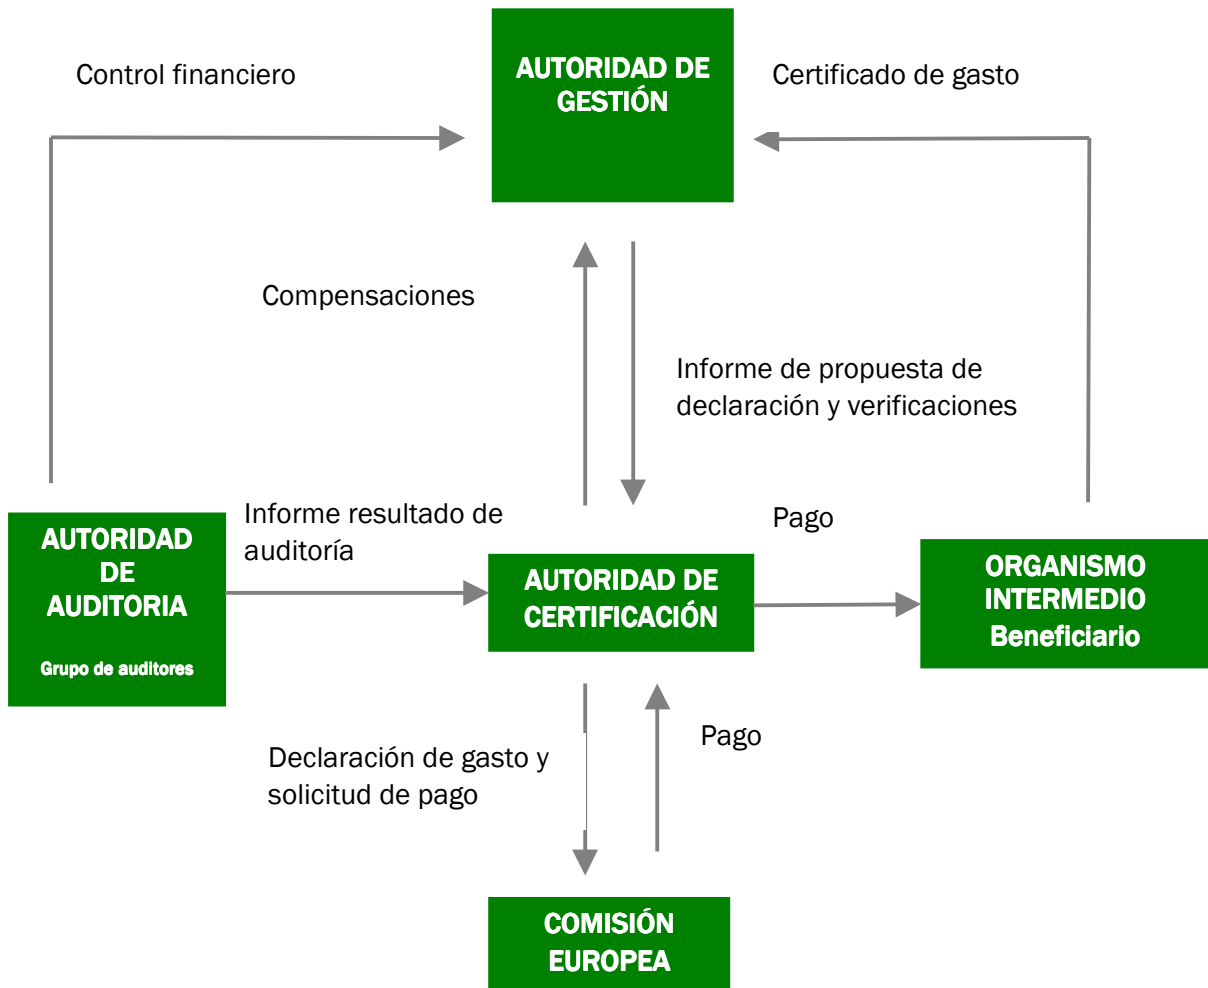 Control financiero
AUTORIDAD DE
GESTIÓN
Certificado de gasto
Compensaciones
Informe de propuesta de
declaración y verificaciones
AUTORIDAD
DE
AUDITORIA
Grupo de auditores
Informe resultado de
auditoría
AUTORIDAD DE
CERTIFICACIÓN
Pago
ORGANISMO
INTERMEDIO
Beneficiario
Declaración de gasto y
solicitud de pago
Pago
COMISIÓN
EUROPEA